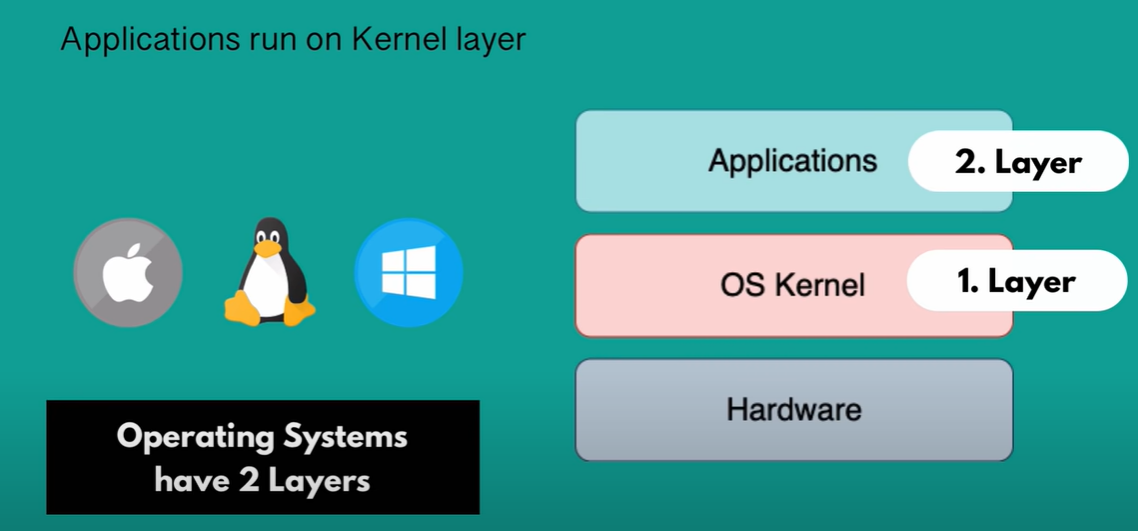 Applications run on Kernel layer
Applications
2. Layer
OS Kernel
1. Layer
Hardware
Operating Systems
have 2 Layers